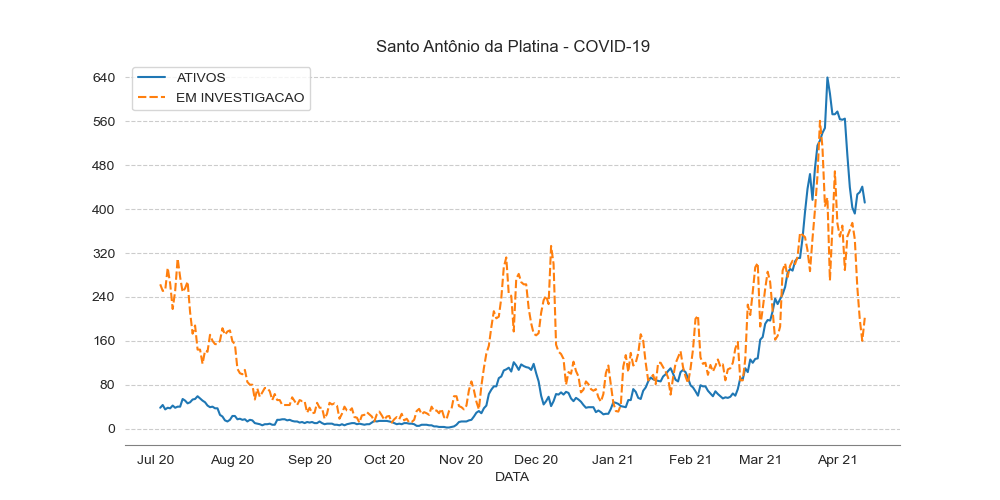 Santo Antônio da Platina - COVID-19
ATIVOS
EM INVESTIGACAO
640
560
480
400
320
240
160
80
0
Jul 20 Aug 20 Sep 20 Oct 20 Nov 20 Dec 20 Jan 21 Feb 21 Mar 21 Apr 21
DATA